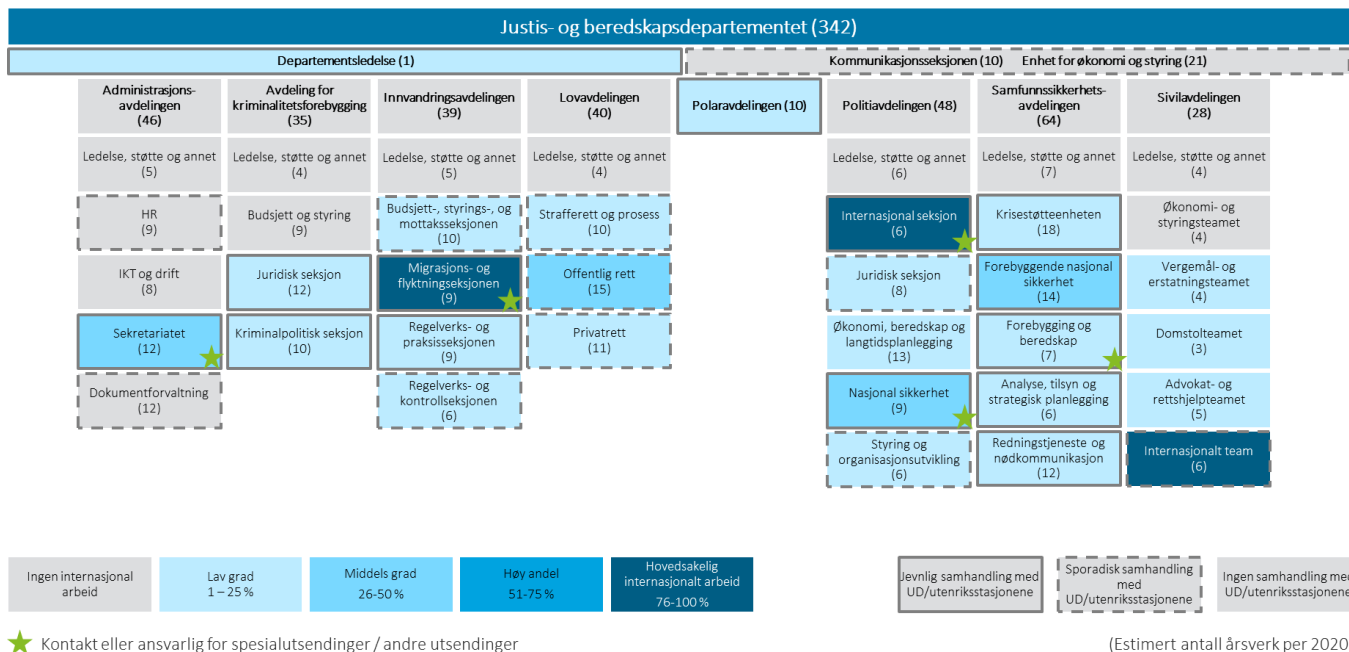 Justis- og beredskapsdepartementet (342)
Departementsledelse (1)
Kommunikasjonsseksjonen (10)
Enhet for økonomi og styring (21)
Administrasjons-
avdelingen
(46)
Avdeling for
kriminalitetsforebygging
(35)
Innvandringsavdelingen
(39)
Lovavdelingen
(40)
Polaravdelingen (10)
Politiavdelingen (48)
Samfunnssikkerhets-
avdelingen
(64)
Sivilavdelingen
(28)
Ledelse, støtte og annet
(5)
Ledelse, støtte og annet
(4)
Ledelse, støtte og annet
(5)
Ledelse, støtte og annet
(4)
Ledelse, støtte og annet
(6)
Ledelse, støtte og annet
(7)
Ledelse, støtte og annet
(4)
HR
(9)
Budsjett og styring
(9)
Budsjett-, styrings-, og
mottaksseksjonen
(10)
Strafferett og prosess
(10)
Internasjonal seksjon
(6)
Krisestøtteenheten
(18)
Økonomi- og
styringsteamet
(4)
IKT og drift
(8)
Juridisk seksjon
(12)
Migrasjons- og
flyktningseksjonen
(9)
Offentlig rett
(15)
Juridisk seksjon
(8)
Forebyggende nasjonal
sikkerhet
(14)
Vergemål- og
erstatningsteamet
(4)
Sekretariatet
(12)
Kriminalpolitisk seksjon
(10)
Regelverks- og
praksisseksjonen
(9)
Privatrett
(11)
Økonomi, beredskap og
langtidsplanlegging
(13)
Forebygging og
beredskap
(7)
Domstolteamet
(3)
Dokumentforvaltning
(12)
Regelverks- og
kontrollseksjonen
(6)
Nasjonal sikkerhet
(9)
Analyse, tilsyn og
strategisk planlegging
(6)
Advokat- og
rettshjelpteamet
(5)
Styring og
organisasjonsutvikling
(6)
Redningstjeneste og
nødkommunikasjon
(12)
Internasjonalt team
(6)
Ingen internasjonal
arbeid
Lav grad
1 – 25 %
Middels grad
26-50 %
Høy andel
51-75 %
Hovedsakelig
internasjonalt arbeid
76-100 %
Jevnlig samhandling med
UD/utenriksstasjonene
Sporadisk samhandling
med
UD/utenriksstasjonene
Ingen samhandling med
UD/utenriksstasjonene
Kontakt eller ansvarlig for spesialutsendinger / andre utsendinger
(Estimert antall årsverk per 2020